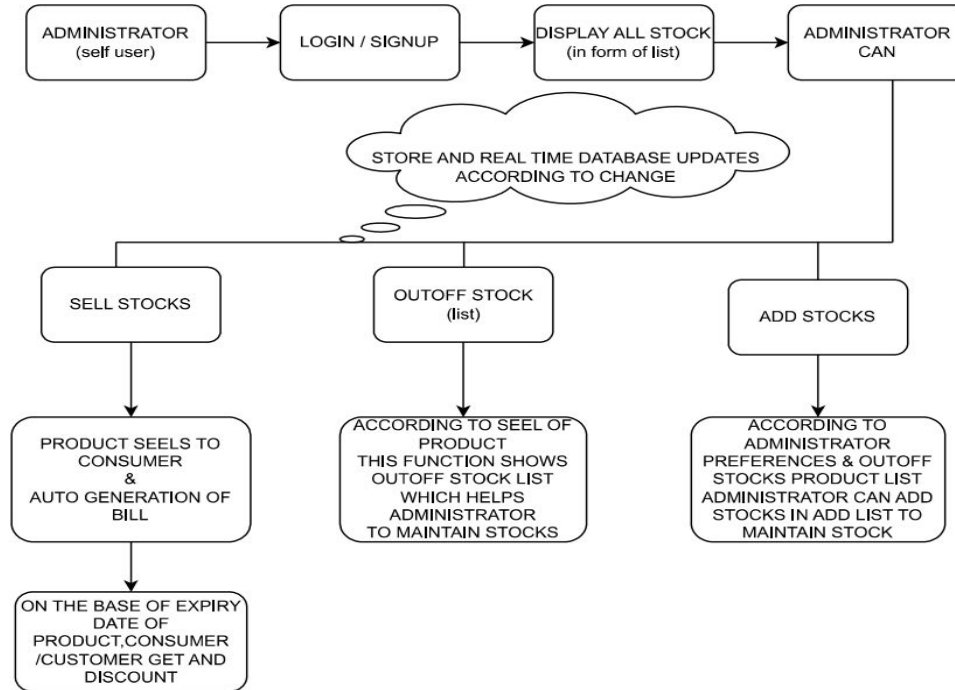 ADMINISTRATOR
(self user)
LOGIN / SIGNUP
DISPLAY ALL STOCK
(in form of list)
ADMINISTRATOR
CAN
STORE AND REAL TIME DATABASE UPDATES
ACCORDING TO CHANGE
SELL STOCKS
OUTOFF STOCK
(list)
ADD STOCKS
PRODUCT SEELS TO
CONSUMER
&
AUTO GENERATION OF
BILL
ACCORDING TO SEEL OF
PRODUCT
THIS FUNCTION SHOWS
OUTOFF STOCK LIST
WHICH HELPS
ADMINISTRATOR
TO MAINTAIN STOCKS
ACCORDING TO
ADMINISTRATOR
PREFERENCES & OUTOFF
STOCKS PRODUCT LIST
ADMINISTRATOR CAN ADD
STOCKS IN ADD LIST TO
MAINTAIN STOCK
ON THE BASE OF EXPIRY
DATE OF
PRODUCT,CONSUMER
/CUSTOMER GET AND
DISCOUNT